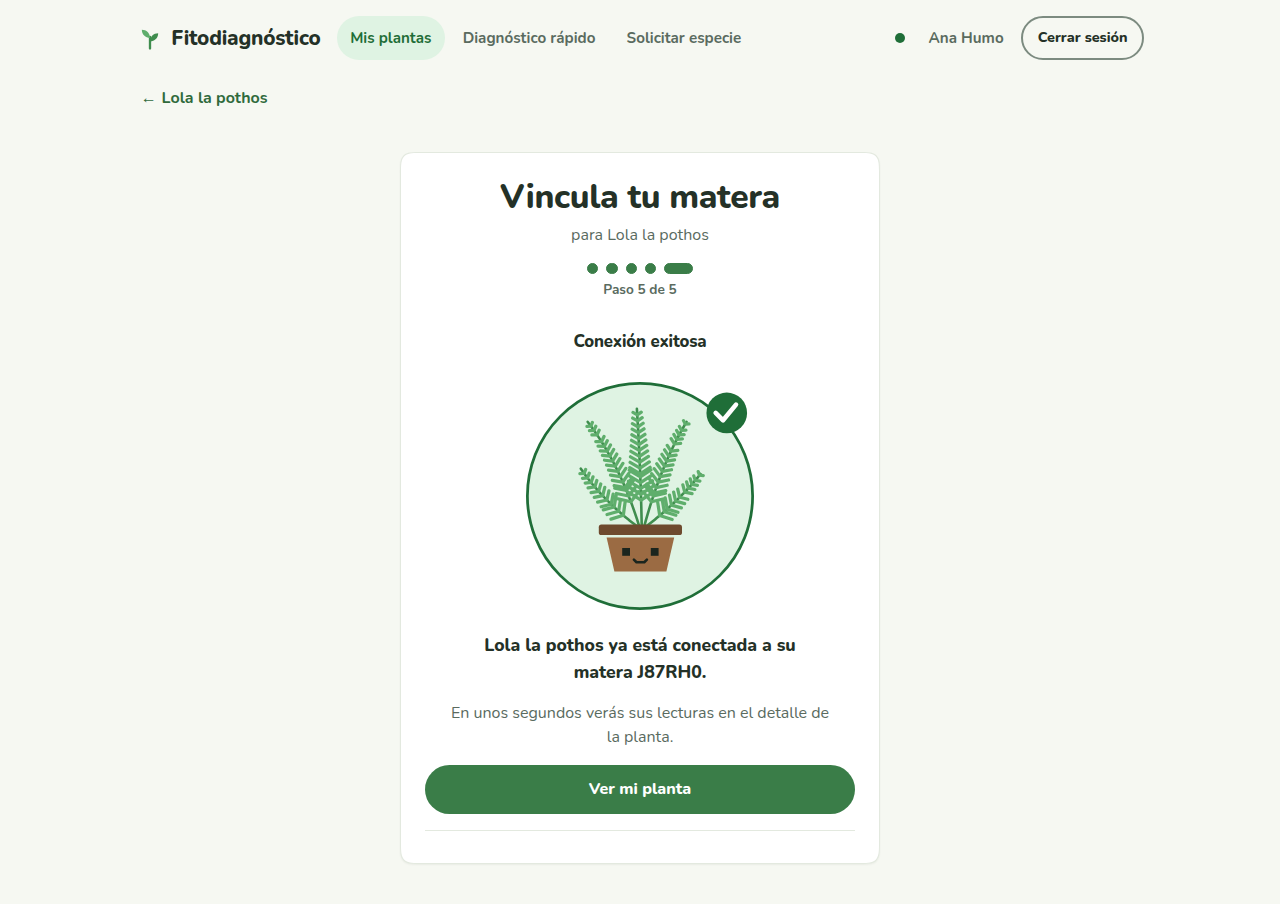 Fitodiagnóstico
Mis plantas
Diagnóstico rápido
Solicitar especie
Ana Humo
Cerrar sesión
← Lola la pothos
Vincula tu matera
para Lola la pothos
Paso 5 de 5
Conexión exitosa
Lola la pothos ya está conectada a su
matera J87RH0.
En unos segundos verás sus lecturas en el detalle de
la planta.
Ver mi planta